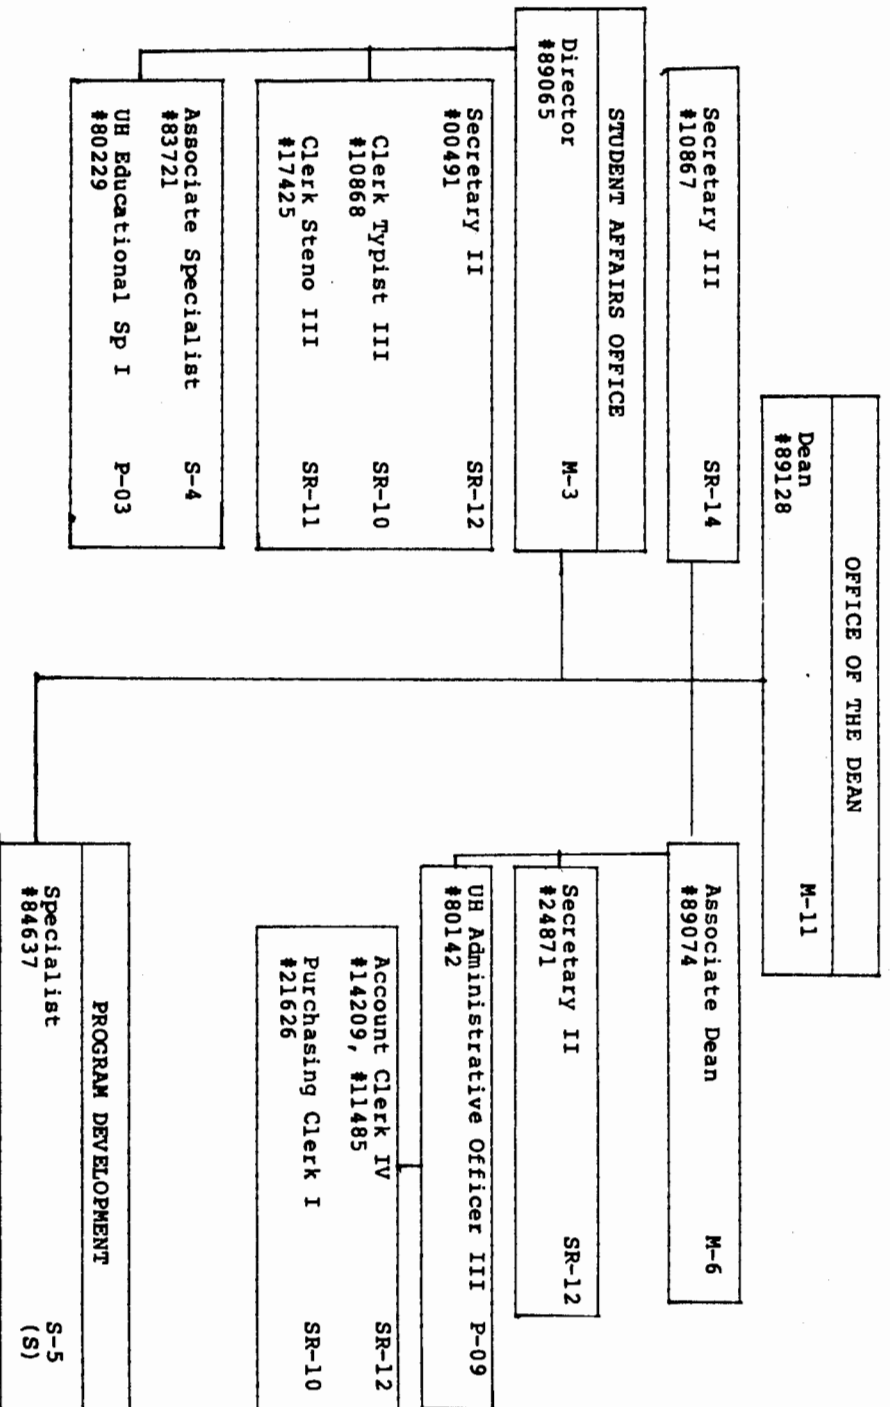 OFFICE OF THE DEAN
Dean M-11
#89128
Secretary III SR-14
#10867
Associate Dean M-6
#89074
STUDENT AFFAIRS OFFICE
Director M-3
#89065
Secretary II SR-12
#00491
Clerk Typist III SR-10
#10868
Clerk Steno III SR-11
#17425
Associate Specialist S-4
#83721
UH Educational Sp I P-03
#80229
Secretary II SR-12
#24871
UH Administrative Officer III P-09
#80142
Account Clerk IV SR-12
#14209, #11485
Purchasing Clerk I SR-10
#21626
PROGRAM DEVELOPMENT
Specialist S-5
#84637 (S)